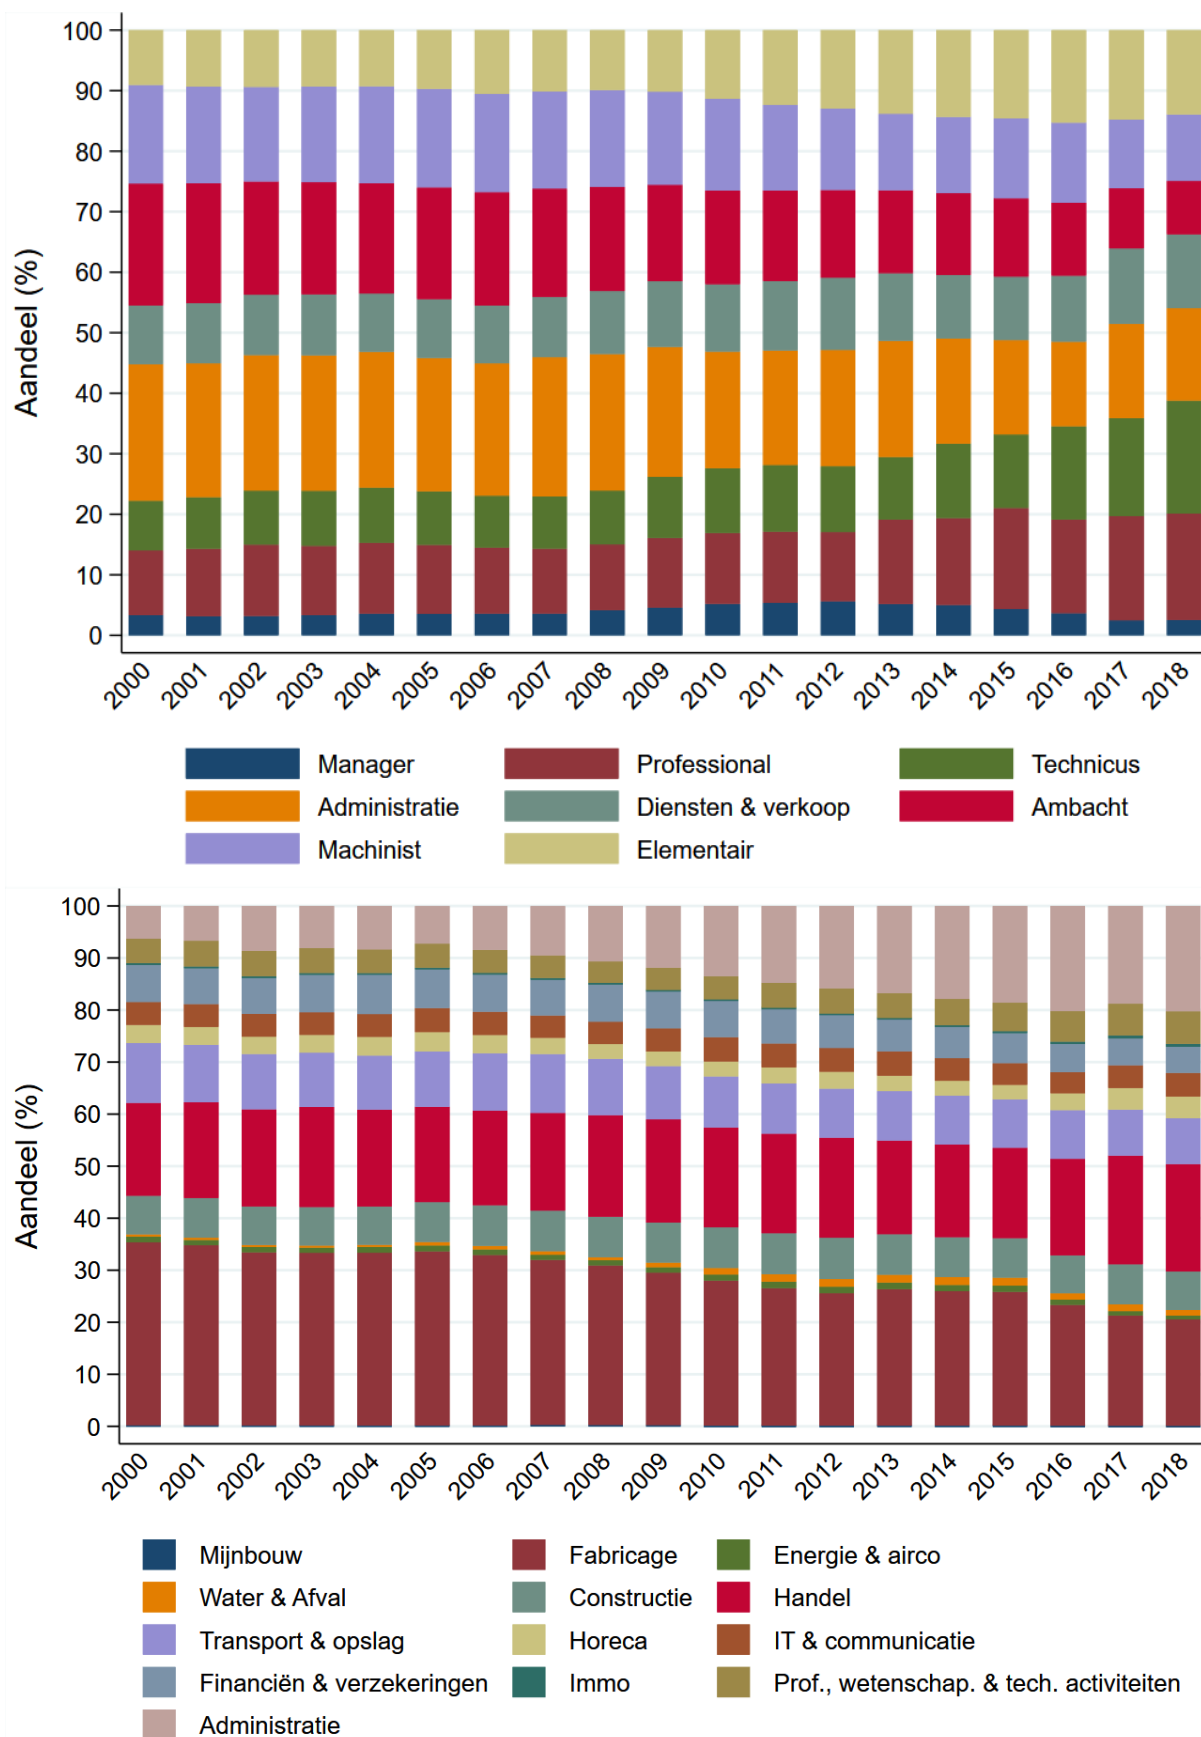 100
90
80
70
60
50
40
30
20
10
0
Aandeel (%)
2000 2001 2002 2003 2004 2005 2006 2007 2008 2009 2010 2011 2012 2013 2014 2015 2016 2017 2018
Manager Professional Technicus
Administratie Diensten & verkoop Ambacht
Machinist Elementair
100
90
80
70
60
50
40
30
20
10
0
Aandeel (%)
2000 2001 2002 2003 2004 2005 2006 2007 2008 2009 2010 2011 2012 2013 2014 2015 2016 2017 2018
Mijnbouw Fabricage Energie & airco
Water & Afval Constructie Handel
Transport & opslag Horeca IT & communicatie
Financiën & verzekeringen Immo Prof., wetenschap. & tech. activiteiten
Administratie